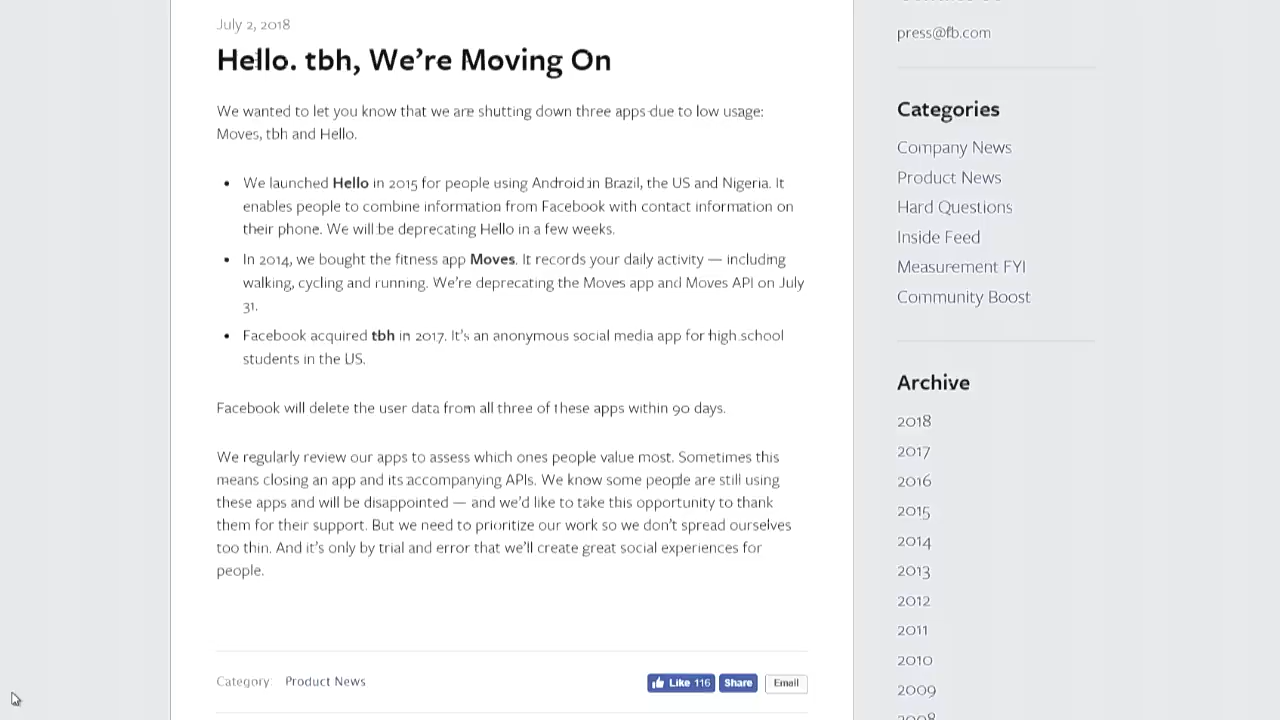 July 2, 2018
Hello. tbh, We’re Moving On
We wanted to let you know that we are shutting down three apps due to low usage:
Moves, tbh and Hello.
• We launched Hello in 2015 for people using Android in Brazil, the US and Nigeria. It
enables people to combine information from Facebook with contact information on
their phone. We will be deprecating Hello in a few weeks.
• In 2014, we bought the fitness app Moves. It records your daily activity — including
walking, cycling and running. We’re deprecating the Moves app and Moves API on July
31.
• Facebook acquired tbh in 2017. It’s an anonymous social media app for high school
students in the US.
Facebook will delete the user data from all three of these apps within 90 days.
We regularly review our apps to assess which ones people value most. Sometimes this
means closing an app and its accompanying APIs. We know some people are still using
these apps and will be disappointed — and we’d like to take this opportunity to thank
them for their support. But we need to prioritize our work so we don’t spread ourselves
too thin. And it’s only by trial and error that we’ll create great social experiences for
people.
Category: Product News
Like 116 Share Email
press@fb.com
Categories
Company News
Product News
Hard Questions
Inside Feed
Measurement FYI
Community Boost
Archive
2018
2017
2016
2015
2014
2013
2012
2011
2010
2009
2008